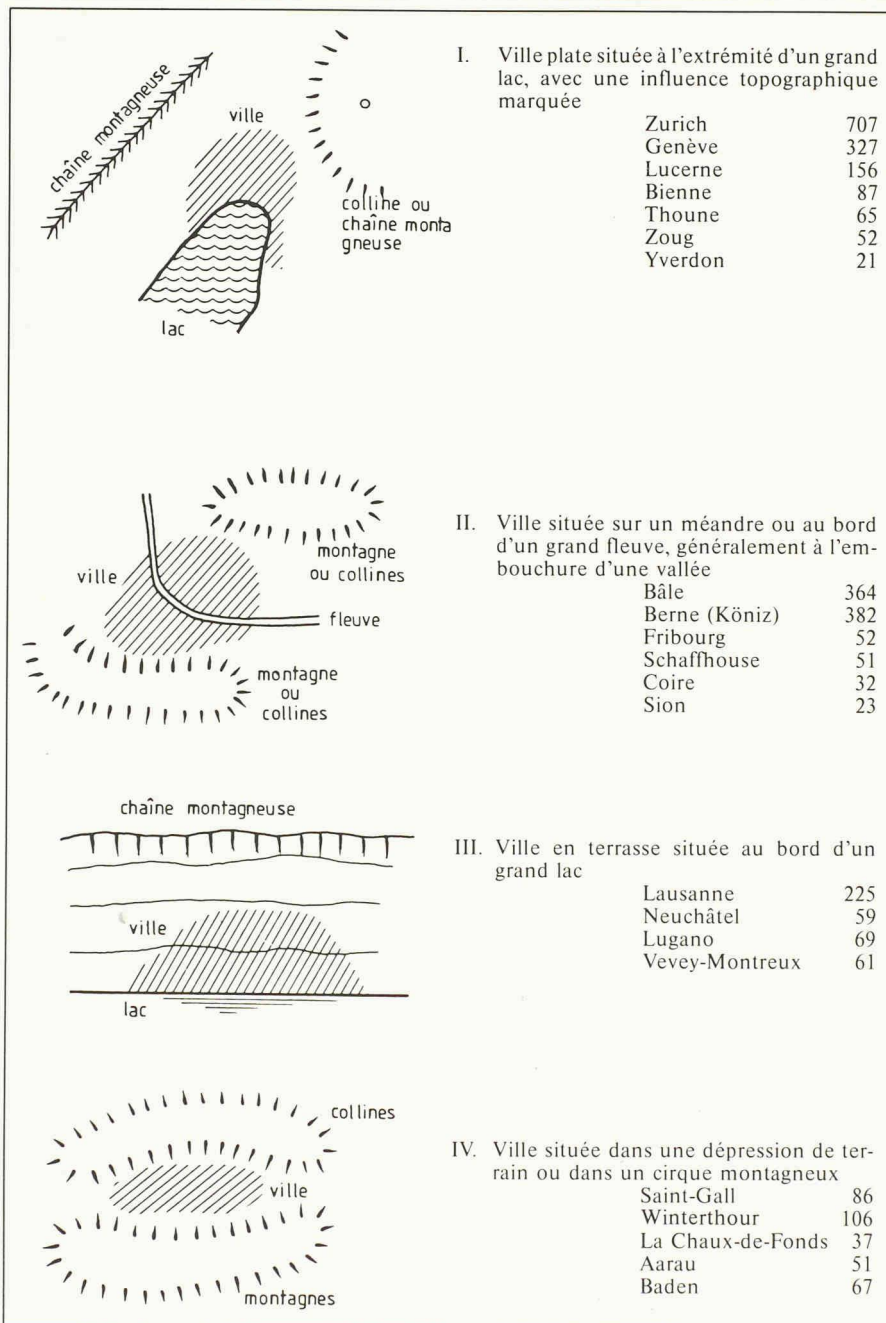 chaîne montagneuse
ville
colline ou
chaîne monta
gneuse
lac
I. Ville plate située à l'extrémité d'un grand
lac, avec une influence topographique
marquée
Zurich 707
Genève 327
Lucerne 156
Bienne 87
Thoune 65
Zoug 52
Yverdon 21
montagne
ou collines
ville
fleuve
montagne
ou
collines
II. Ville située sur un méandre ou au bord
d'un grand fleuve, généralement à l'em-
bouchure d'une vallée
Bâle 364
Berne (Köniz) 382
Fribourg 52
Schaffhouse 51
Coire 32
Sion 23
chaîne montagneuse
ville
lac
III. Ville en terrasse située au bord d'un
grand lac
Lausanne 225
Neuchâtel 59
Lugano 69
Vevey-Montreux 61
collines
ville
montagnes
IV. Ville située dans une dépression de ter-
rain ou dans un cirque montagneux
Saint-Gall 86
Winterthour 106
La Chaux-de-Fonds 37
Aarau 51
Baden 67